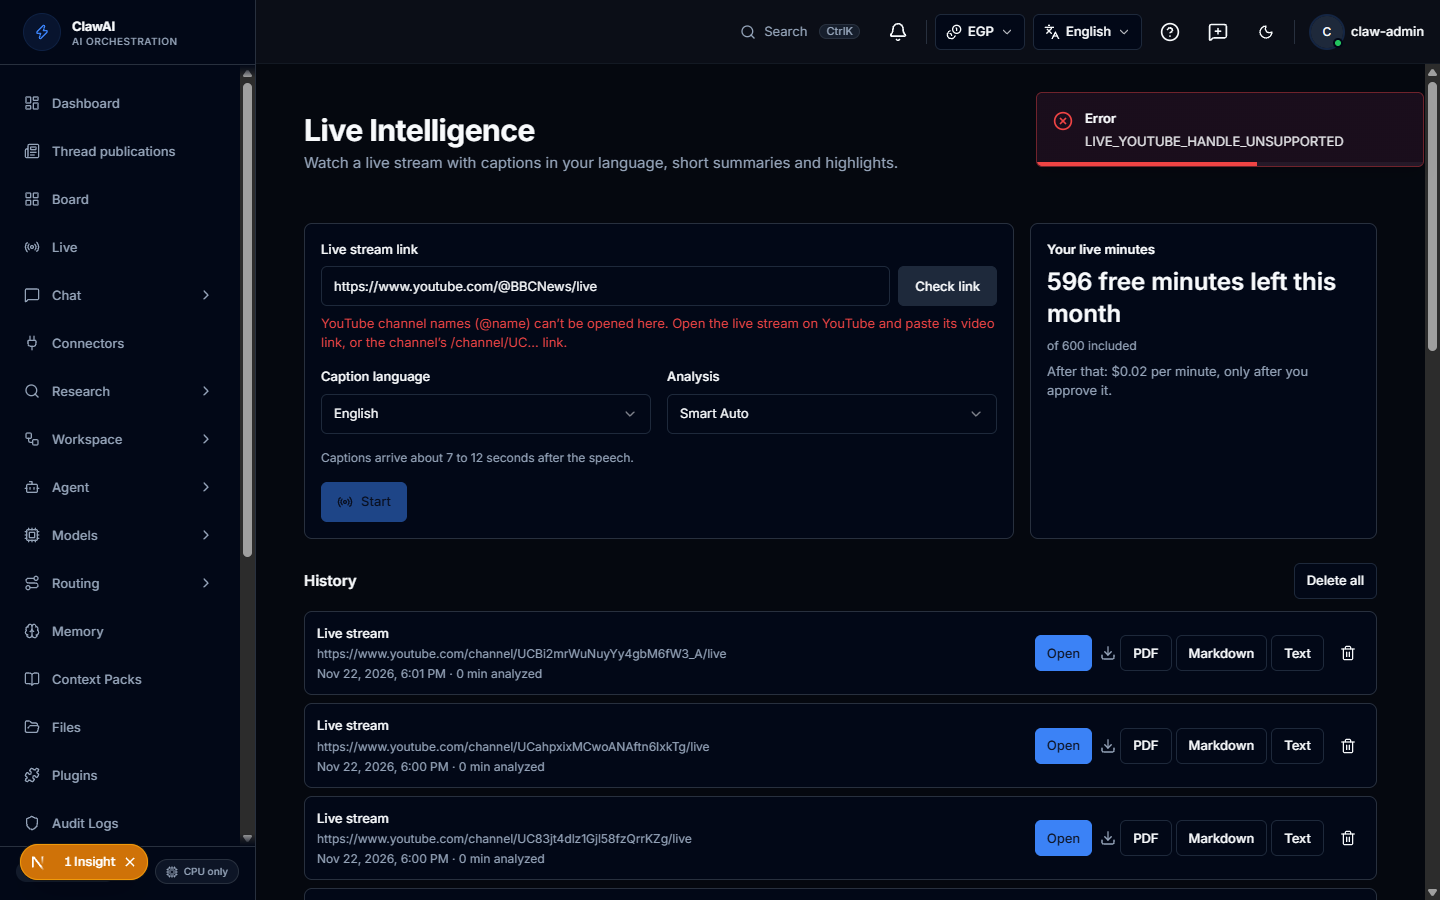 ClawAI
AI ORCHESTRATION
Search CtrlK
EGP
English
C
claw-admin
Dashboard
Thread publications
Board
Live
Chat
Connectors
Research
Workspace
Agent
Models
Routing
Memory
Context Packs
Files
Plugins
Audit Logs
1 Insight
CPU only
Error
LIVE_YOUTUBE_HANDLE_UNSUPPORTED
Live Intelligence
Watch a live stream with captions in your language, short summaries and highlights.
Live stream link
https://www.youtube.com/@BBCNews/live
Check link
YouTube channel names (@name) can’t be opened here. Open the live stream on YouTube and paste its video
link, or the channel’s /channel/UC… link.
Caption language
Analysis
English
Smart Auto
Captions arrive about 7 to 12 seconds after the speech.
Start
Your live minutes
596 free minutes left this
month
of 600 included
After that: $0.02 per minute, only after you
approve it.
History
Delete all
Live stream
https://www.youtube.com/channel/UCBi2mrWuNuyYy4gbM6fW3_A/live
Nov 22, 2026, 6:01 PM · 0 min analyzed
Open PDF Markdown Text
Live stream
https://www.youtube.com/channel/UCahpxixMCwoANAftn6IxkTg/live
Nov 22, 2026, 6:00 PM · 0 min analyzed
Open PDF Markdown Text
Live stream
https://www.youtube.com/channel/UC83jt4dlz1Gjl58fzQrrKZg/live
Nov 22, 2026, 6:00 PM · 0 min analyzed
Open PDF Markdown Text